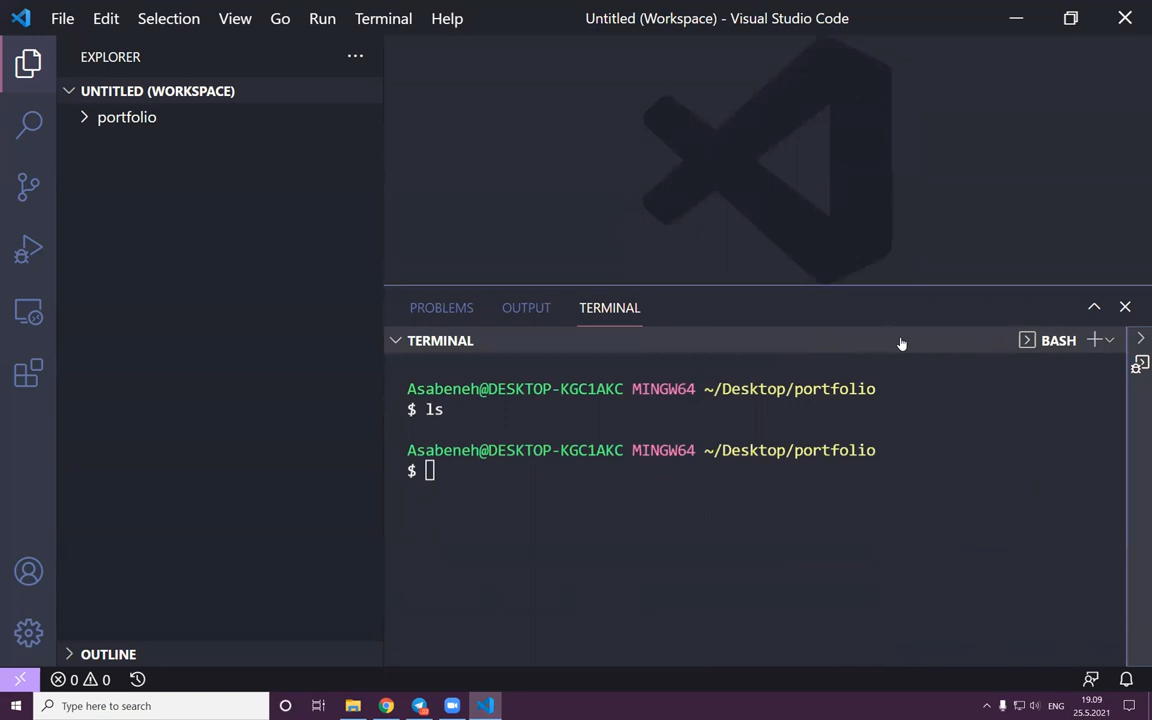 File Edit Selection View Go Run Terminal Help Untitled (Workspace) - Visual Studio Code
EXPLORER
UNTITLED (WORKSPACE)
portfolio
PROBLEMS OUTPUT TERMINAL
TERMINAL BASH
Asabeneh@DESKTOP-KGC1AKC MINGW64 ~/Desktop/portfolio
$ ls
Asabeneh@DESKTOP-KGC1AKC MINGW64 ~/Desktop/portfolio
$
OUTLINE
0 0
Type here to search
ENG
19.09
25.5.2021